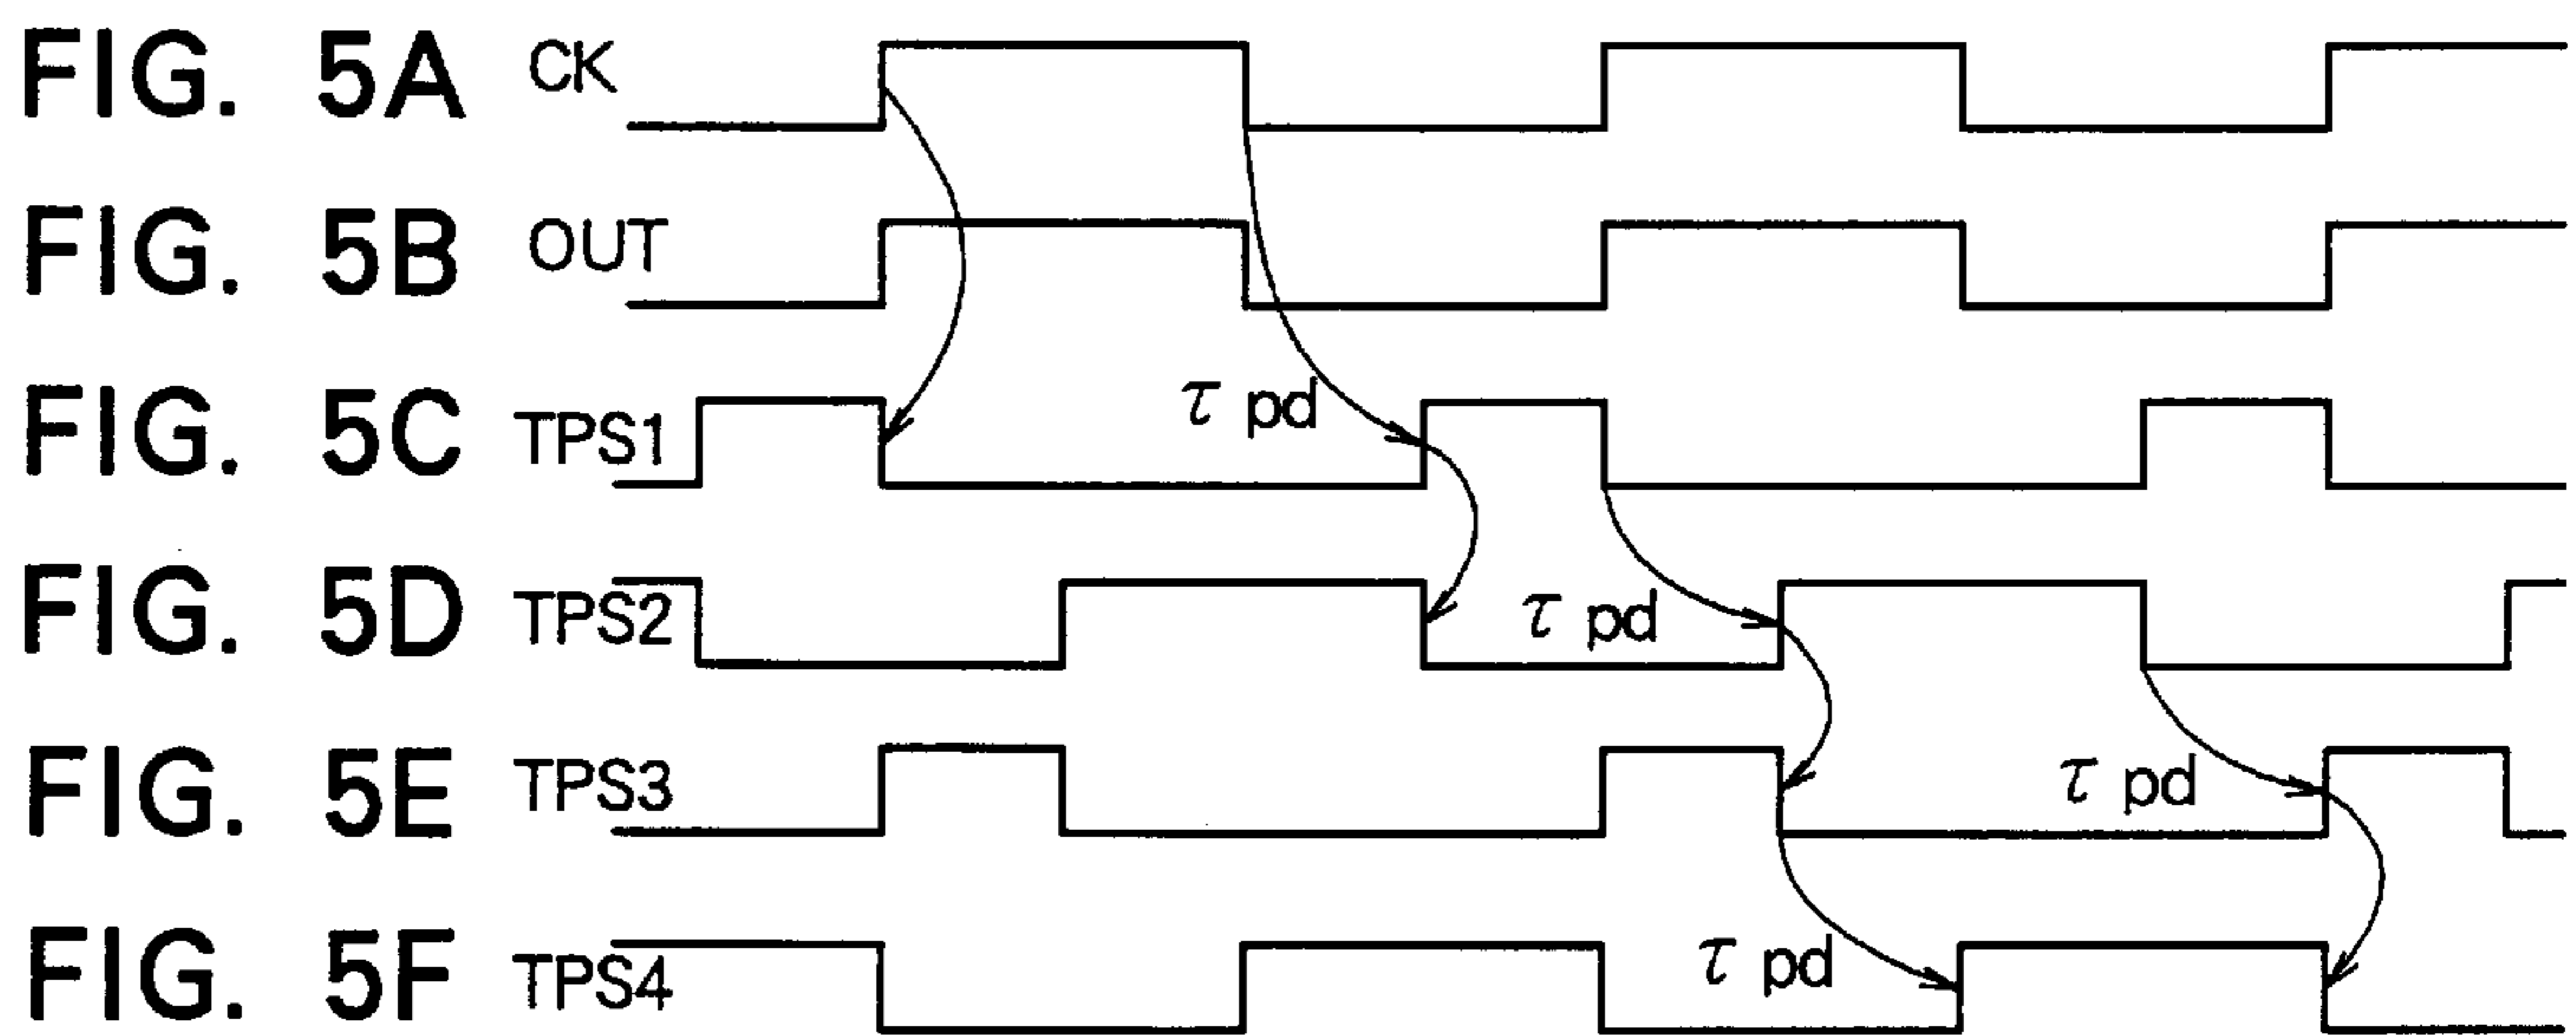 FIG. 5A CK
FIG. 5B OUT
FIG. 5C TPS1 τ pd
FIG. 5D TPS2 τ pd
FIG. 5E TPS3 τ pd
FIG. 5F TPS4 τ pd